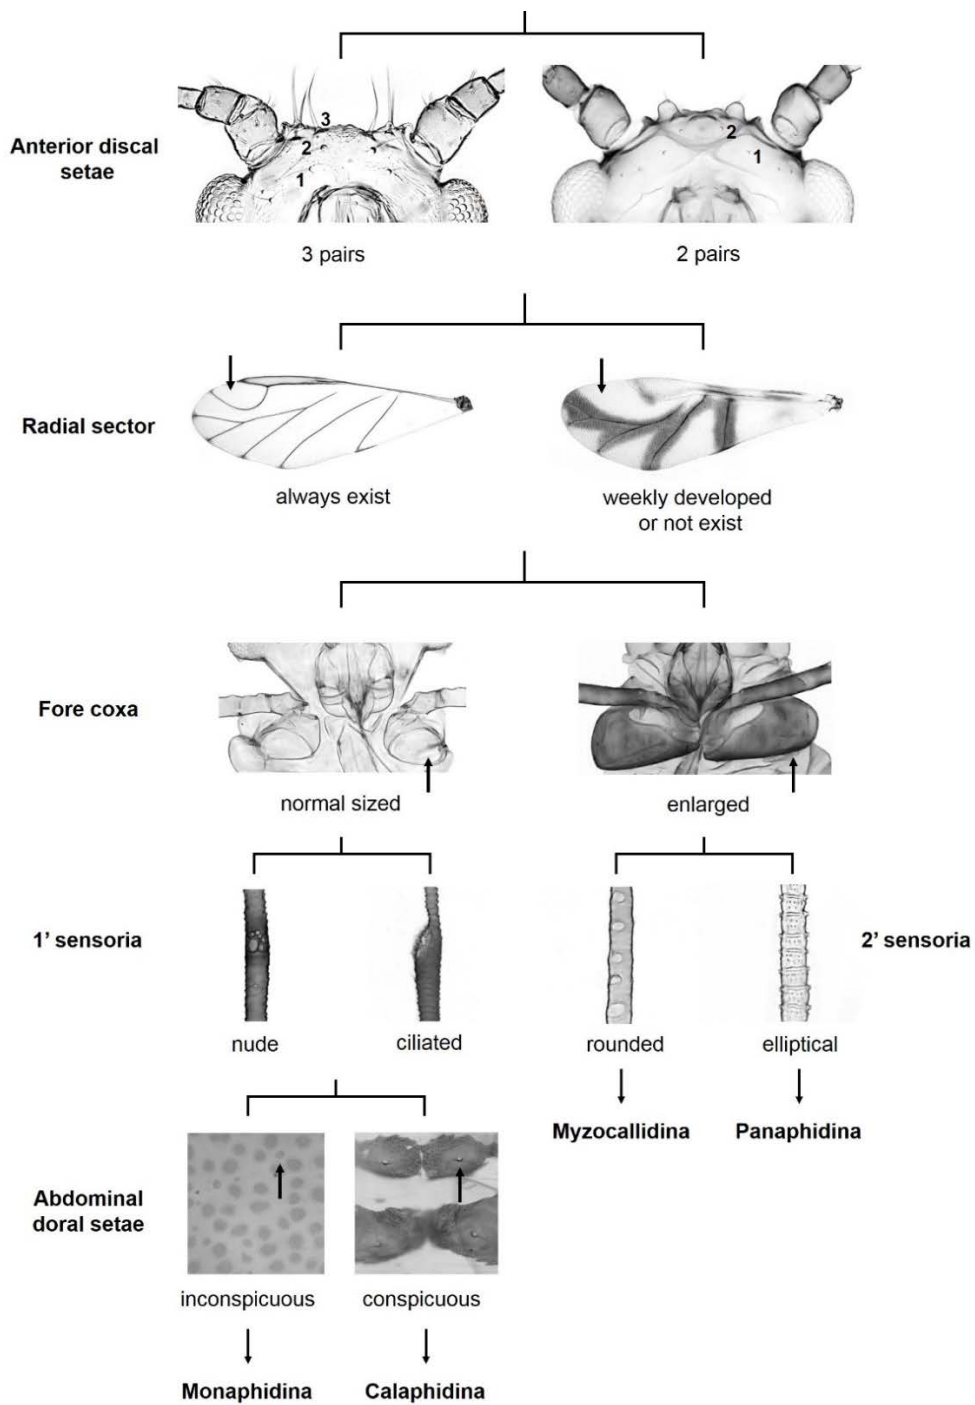 Anterior discal
setae
3
2
1
2
1
3 pairs
2 pairs
Radial sector
always exist
weekly developed
or not exist
Fore coxa
normal sized
enlarged
1’ sensoria
2’ sensoria
nude
ciliated
rounded
elliptical
Myzocallidina
Panaphidina
Abdominal
doral setae
inconspicuous
conspicuous
Monaphidina
Calaphidina